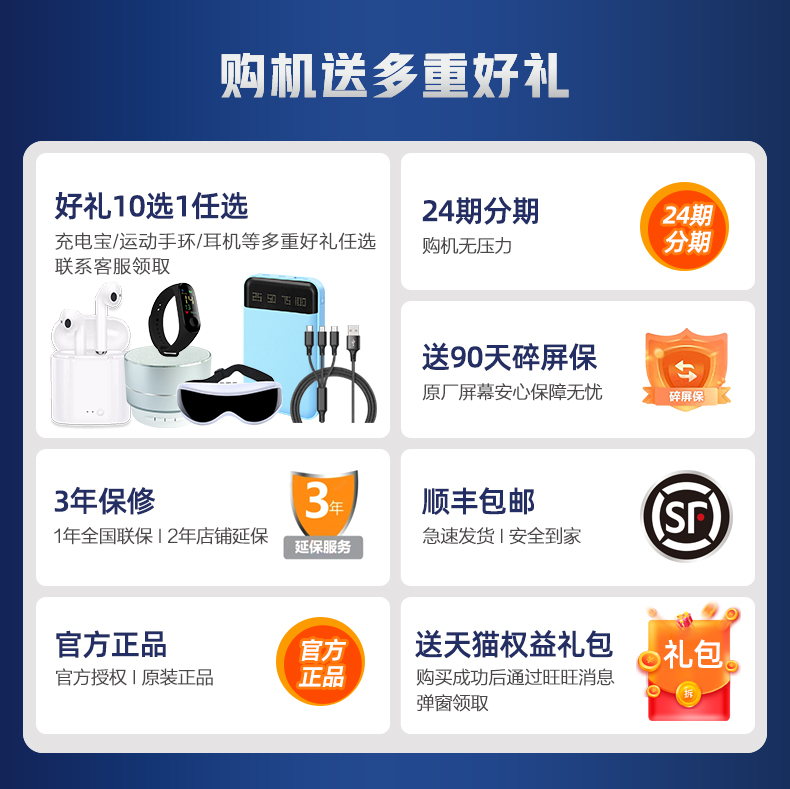 购机送多重好礼
好礼10选1任选
充电宝/运动手环/耳机等多重好礼任选
联系客服领取
25 50 75 100
24期分期
购机无压力
24期
分期
送90天碎屏保
原厂屏幕安心保障无忧
碎屏保
3年保修
1年全国联保 | 2年店铺延保
3年
延保服务
顺丰包邮
急速发货 | 安全到家
SF
官方正品
官方授权 | 原装正品
官方
正品
送天猫权益礼包
购买成功后通过旺旺消息
弹窗领取
礼包
拆